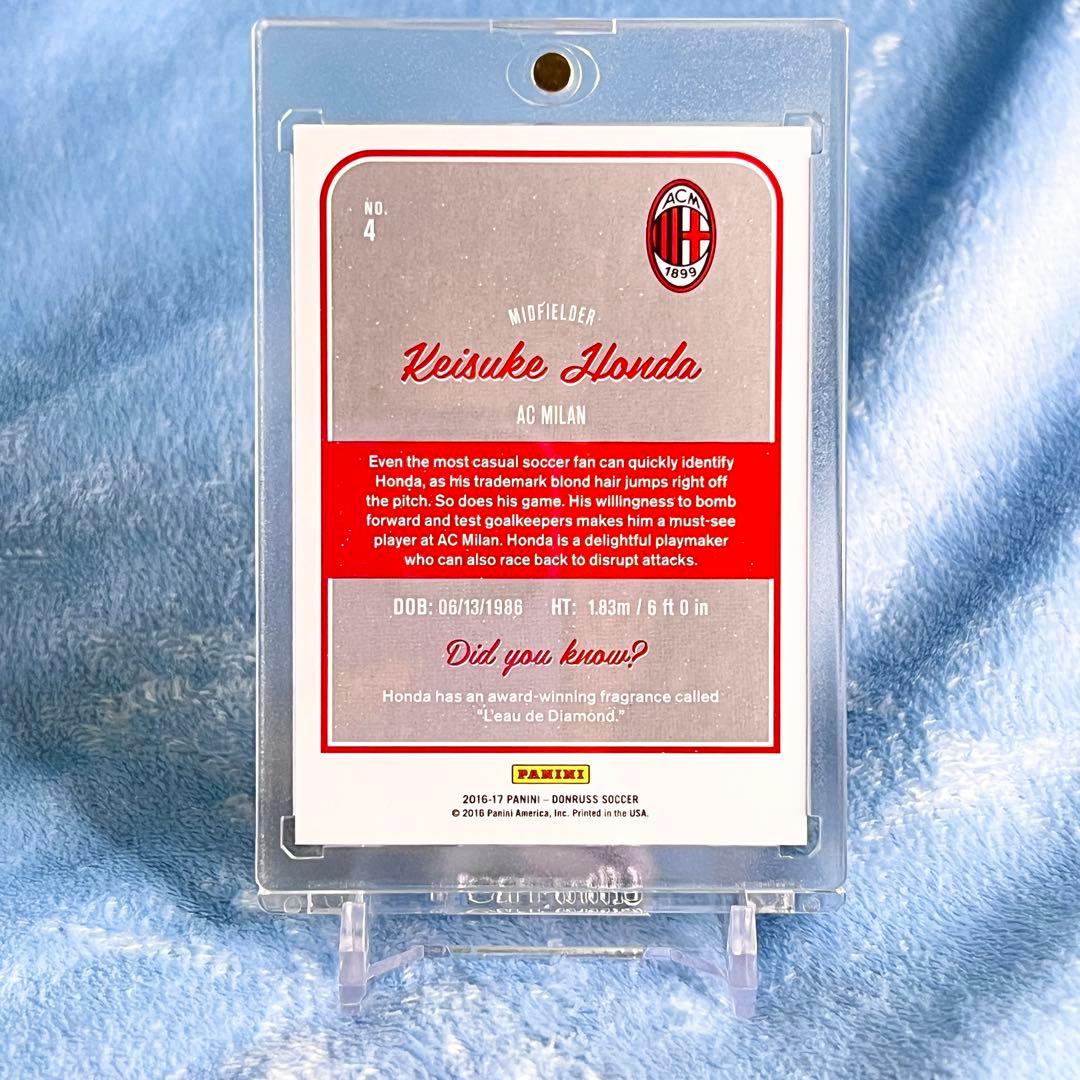 NO.
4
ACM
1899
MIDFIELDER
Keisuke Honda
AC MILAN
Even the most casual soccer fan can quickly identify
Honda, as his trademark blond hair jumps right off
the pitch. So does his game. His willingness to bomb
forward and test goalkeepers makes him a must-see
player at AC Milan. Honda is a delightful playmaker
who can also race back to disrupt attacks.
DOB: 06/13/1986 HT: 1.83m / 6 ft 0 in
Did you know?
Honda has an award-winning fragrance called
“L’eau de Diamond.”
PANINI
2016-17 PANINI – DONRUSS SOCCER
© 2016 Panini America, Inc. Printed in the USA.